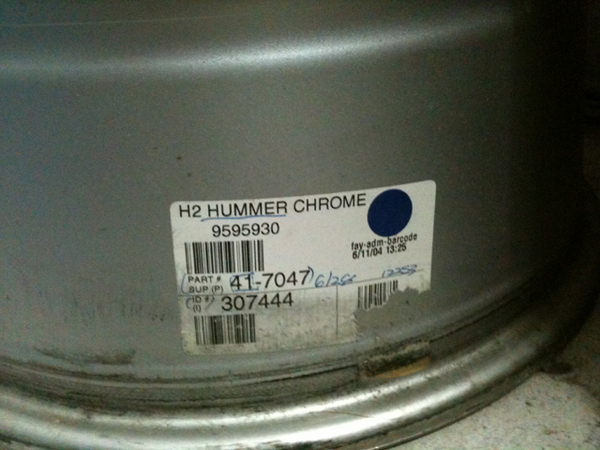 H2 HUMMER CHROME
9595930
fay-adm-barcode
6/11/04 13:25
PART #
SUP (P)
41-7047
ID #
(I)
307444